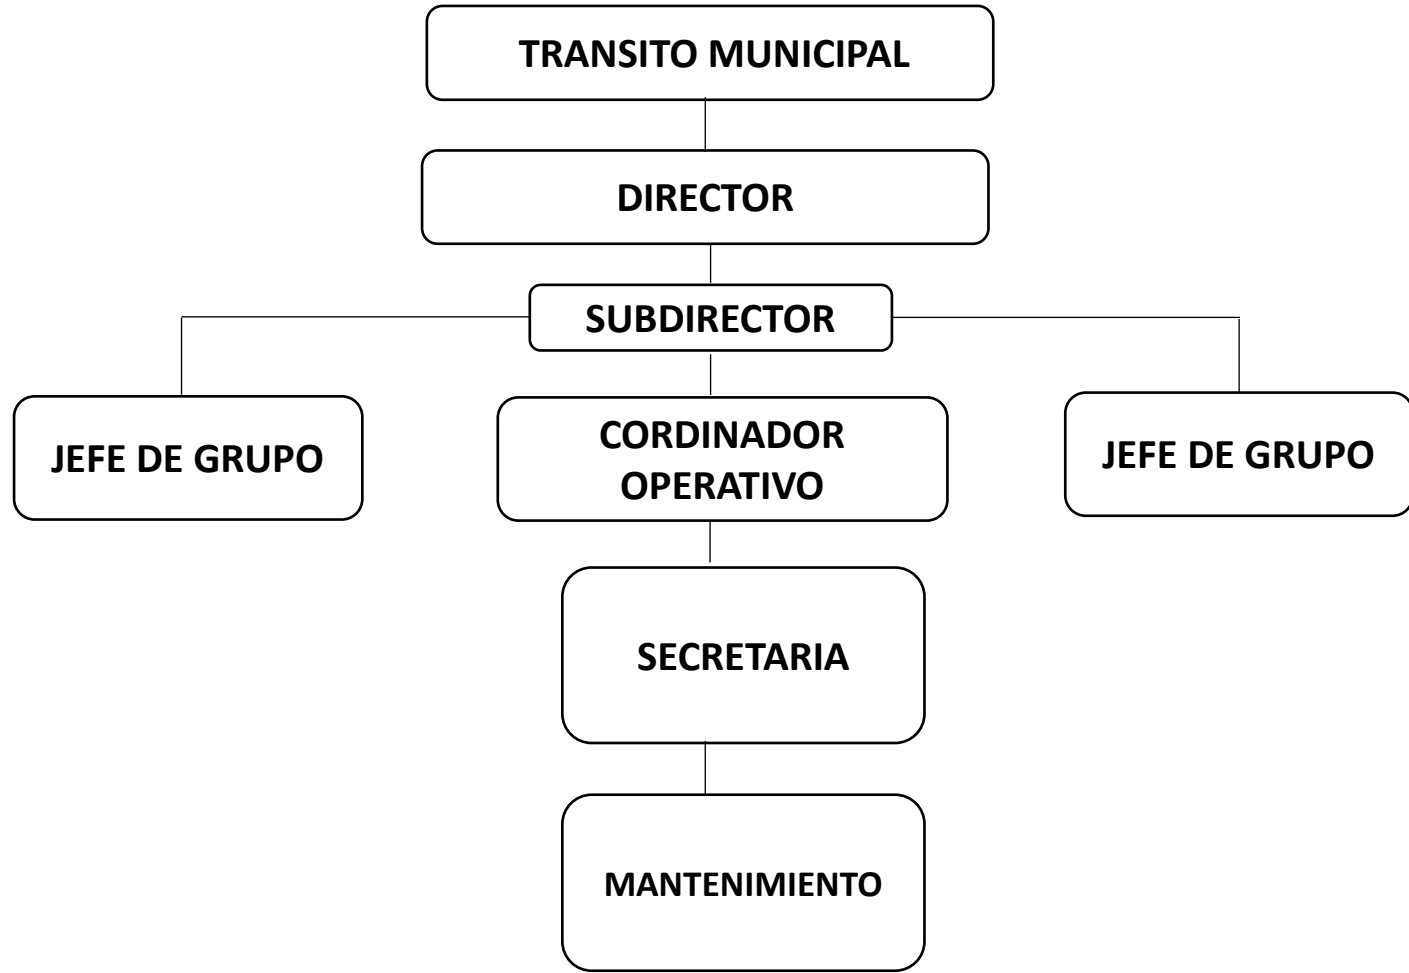 TRANSITO MUNICIPAL
DIRECTOR
SUBDIRECTOR
JEFE DE GRUPO
CORDINADOR
OPERATIVO
JEFE DE GRUPO
SECRETARIA
MANTENIMIENTO